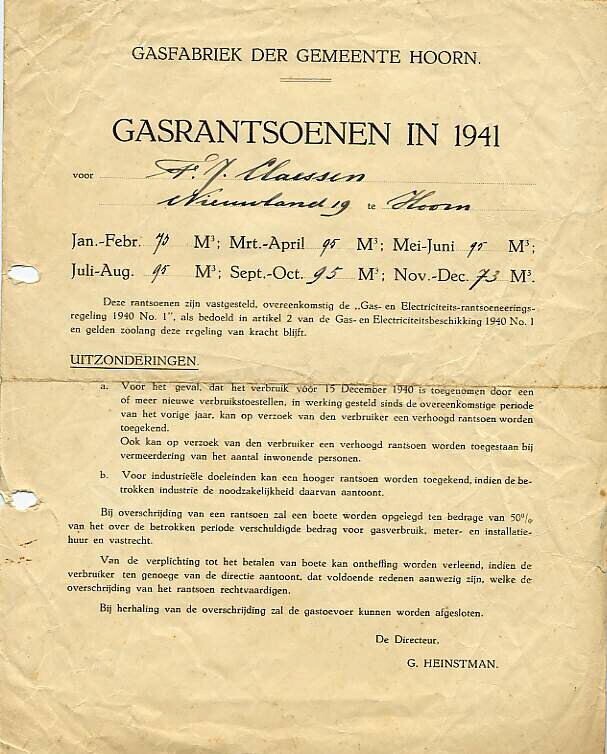 GASFABRIEK DER GEMEENTE HOORN.
GASRANTSOENEN IN 1941
voor F. J. Claessen
Nieuwland 19 te Hoorn
Jan.-Febr. 73 M³; Mrt.-April 95 M³; Mei-Juni 95 M³;
Juli-Aug. 95 M³; Sept.-Oct. 95 M³; Nov.-Dec. 73 M³.
Deze rantsoenen zijn vastgesteld, overeenkomstig de „Gas- en Electriciteits-rantsoeneerings-
regeling 1940 No. 1", als bedoeld in artikel 2 van de Gas- en Electriciteitsbeschikking 1940 No. 1
en gelden zoolang deze regeling van kracht blijft.
UITZONDERINGEN.
a. Voor het geval, dat het verbruik vóór 15 December 1940 is toegenomen door een
of meer nieuwe verbruikstoestellen, in werking gesteld sinds de overeenkomstige periode
van het vorige jaar, kan op verzoek van den verbruiker een verhoogd rantsoen worden
toegekend.
Ook kan op verzoek van den verbruiker een verhoogd rantsoen worden toegestaan bij
vermeerdering van het aantal inwonende personen.
b. Voor industrieële doeleinden kan een hooger rantsoen worden toegekend, indien de be-
trokken industrie de noodzakelijkheid daarvan aantoont.
Bij overschrijding van een rantsoen zal een boete worden opgelegd ten bedrage van 50%
van het over de betrokken periode verschuldigde bedrag voor gasverbruik, meter- en installatie-
huur en vastrecht.
Van de verplichting tot het betalen van boete kan ontheffing worden verleend, indien de
verbruiker ten genoege van de directie aantoont, dat voldoende redenen aanwezig zijn, welke de
overschrijding van het rantsoen rechtvaardigen.
Bij herhaling van de overschrijding zal de gastoevoer kunnen worden afgesloten.
De Directeur,
G. HEINSTMAN.